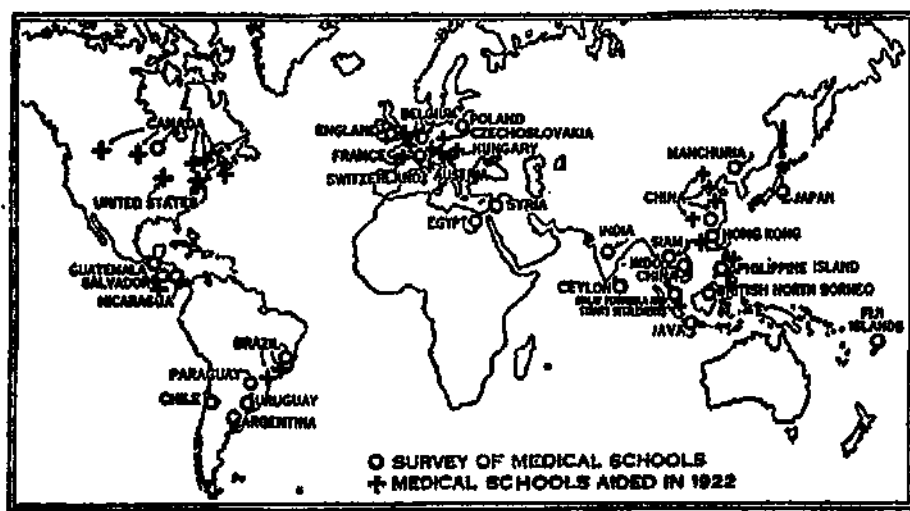 CANADA
UNITED STATES
GUATEMALA
SALVADOR
NICARAGUA
BRAZIL
PARAGUAY
CHILE
URUGUAY
ARGENTINA
ENGLAND
BELGIUM
POLAND
CZECHOSLOVAKIA
FRANCE
HUNGARY
SWITZERLAND
AUSTRIA
SYRIA
EGYPT
INDIA
CEYLON
MANCHURIA
CHINA
JAPAN
HONG KONG
SIAM
INDO
CHINA
PHILIPPINE ISLAND
BRITISH NORTH BORNEO
JAVA
FIJI
ISLANDS
O SURVEY OF MEDICAL SCHOOLS
+ MEDICAL SCHOOLS AIDED IN 1922